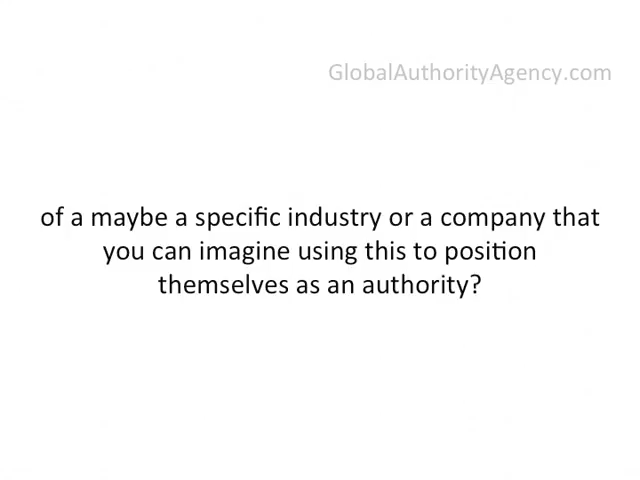 GlobalAuthorityAgency.com
of a maybe a specific industry or a company that
you can imagine using this to position
themselves as an authority?